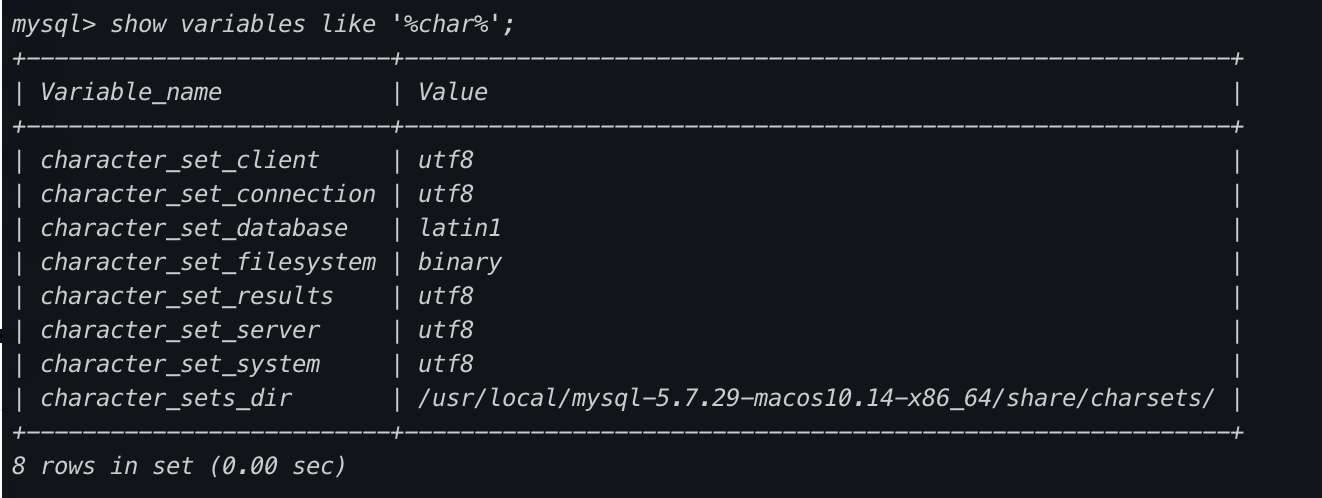 mysql> show variables like '%char%';
+--------------------------+-----------------------------------------------------------+
| Variable_name            | Value                                                     |
+--------------------------+-----------------------------------------------------------+
| character_set_client     | utf8                                                      |
| character_set_connection | utf8                                                      |
| character_set_database   | latin1                                                    |
| character_set_filesystem | binary                                                    |
| character_set_results    | utf8                                                      |
| character_set_server     | utf8                                                      |
| character_set_system     | utf8                                                      |
| character_sets_dir       | /usr/local/mysql-5.7.29-macos10.14-x86_64/share/charsets/ |
+--------------------------+-----------------------------------------------------------+
8 rows in set (0.00 sec)